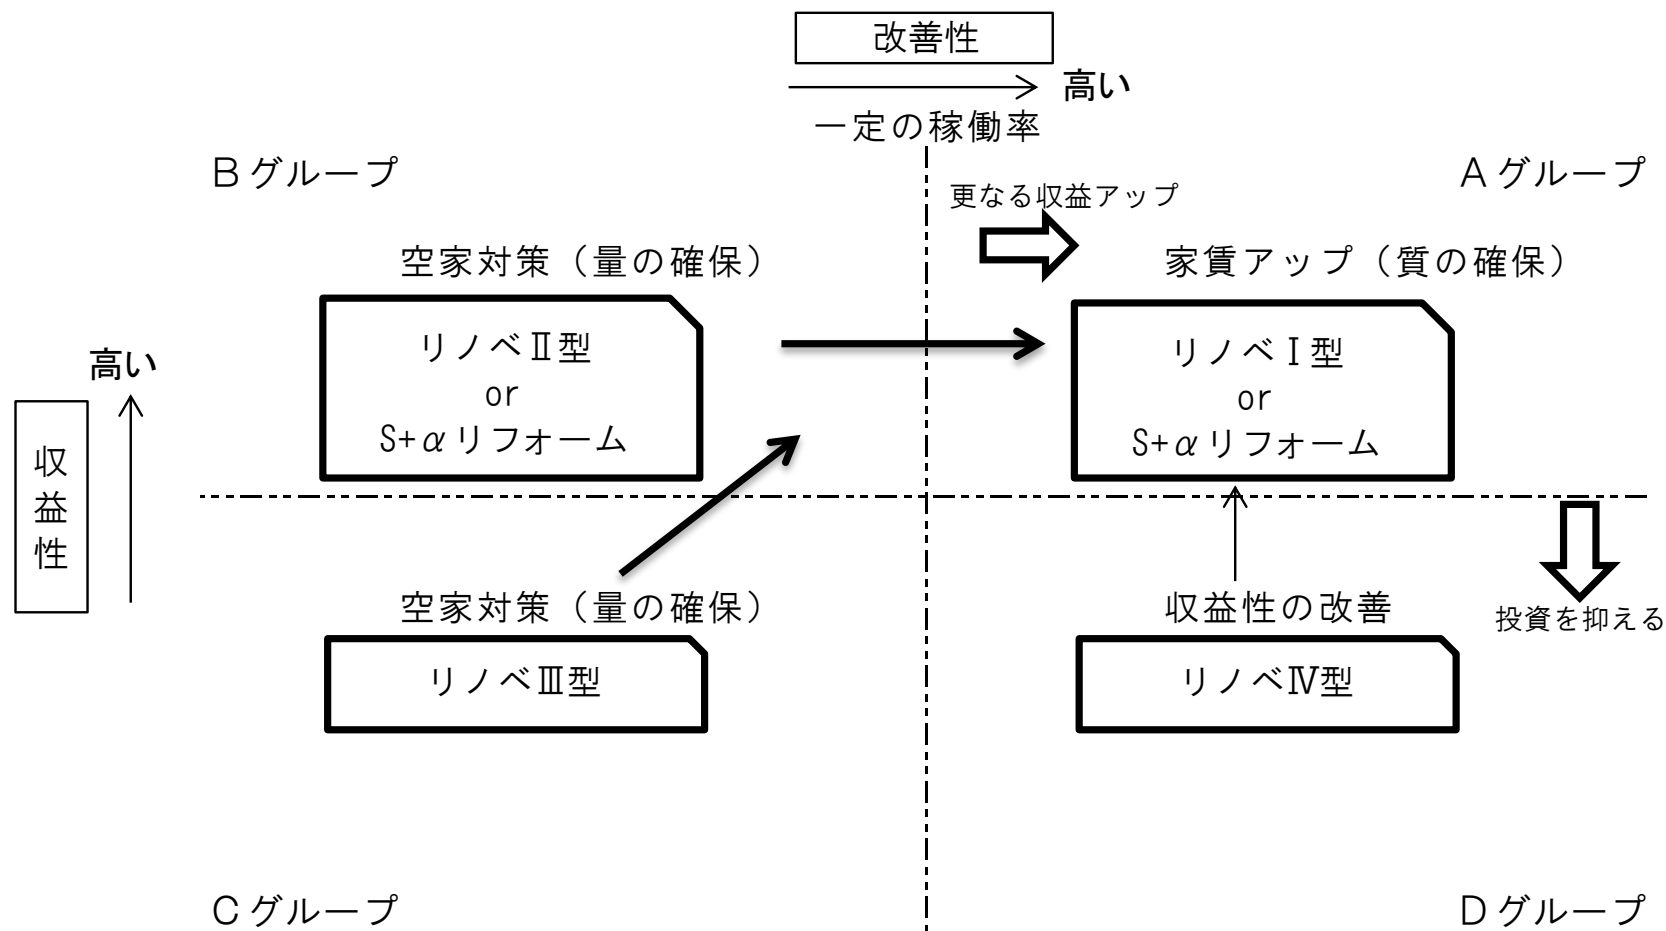 改善性
高い
一定の稼働率
Bグループ
Aグループ
更なる収益アップ
空家対策（量の確保）
家賃アップ（質の確保）
リノベⅡ型
or
S+αリフォーム
リノベⅠ型
or
S+αリフォーム
高い
収益性
空家対策（量の確保）
収益性の改善
投資を抑える
リノベⅢ型
リノベⅣ型
Cグループ
Dグループ